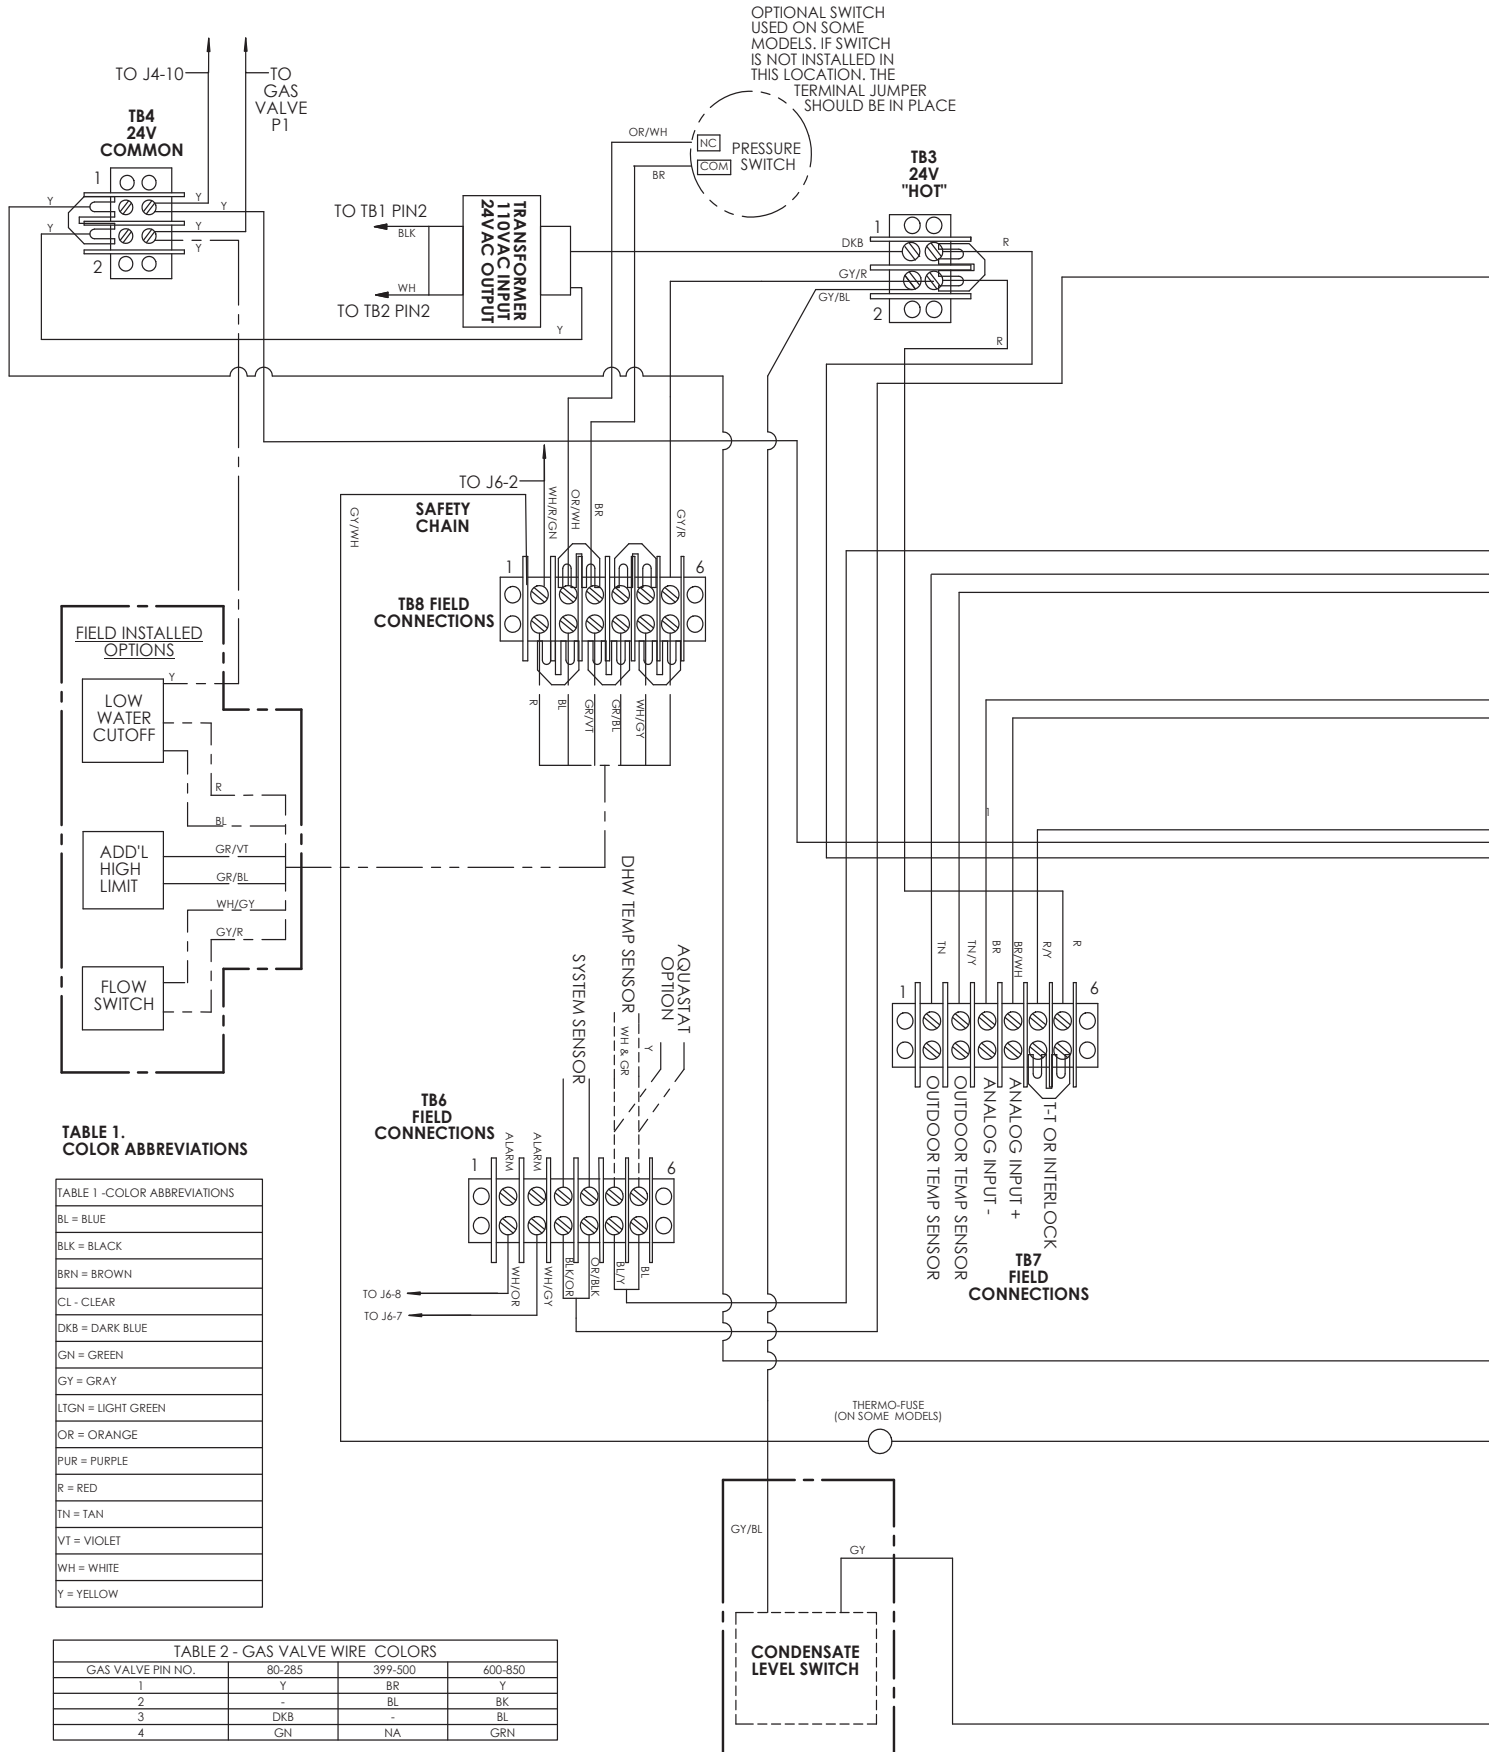 OPTIONAL SWITCH
USED ON SOME
MODELS. IF SWITCH
IS NOT INSTALLED IN
THIS LOCATION. THE
TERMINAL JUMPER
SHOULD BE IN PLACE
TO J4-10
TO
GAS
VALVE
P1
TB4
24V
COMMON
1
2
Y
Y
Y
Y
Y
Y
TO TB1 PIN2
BLK
WH
TO TB2 PIN2
TRANSFORMER
110VAC INPUT
24VAC OUTPUT
Y
OR/WH
BR
NC
COM
PRESSURE
SWITCH
TB3
24V
"HOT"
1
2
DKB
GY/R
GY/BL
R
R
TO J6-2
SAFETY
CHAIN
GY/WH
WH/R/GN
OR/WH
BR
GY/R
1
6
TB8 FIELD
CONNECTIONS
R
BL
GR/VT
GR/BL
WH/GY
FIELD INSTALLED
OPTIONS
Y
LOW
WATER
CUTOFF
R
BL
ADD'L
HIGH
LIMIT
GR/VT
GR/BL
WH/GY
GY/R
FLOW
SWITCH
SYSTEM SENSOR
DHW TEMP SENSOR
WH & GR
Y
AQUASTAT
OPTION
TB6
FIELD
CONNECTIONS
1
ALARM
ALARM
6
WH/OR
WH/GY
BLK/OR
OR/BLK
BL/Y
BL
TO J6-8
TO J6-7
1
TN
TN/Y
BR
BR/WH
R/Y
R
1
6
OUTDOOR TEMP SENSOR
OUTDOOR TEMP SENSOR
ANALOG INPUT -
ANALOG INPUT +
T-T OR INTERLOCK
TB7
FIELD
CONNECTIONS
THERMO-FUSE
(ON SOME MODELS)
GY/BL
GY
CONDENSATE
LEVEL SWITCH
TABLE 1.
COLOR ABBREVIATIONS
TABLE 1 -COLOR ABBREVIATIONS
BL = BLUE
BLK = BLACK
BRN = BROWN
CL - CLEAR
DKB = DARK BLUE
GN = GREEN
GY = GRAY
LTGN = LIGHT GREEN
OR = ORANGE
PUR = PURPLE
R = RED
TN = TAN
VT = VIOLET
WH = WHITE
Y = YELLOW
TABLE 2 - GAS VALVE WIRE COLORS
GAS VALVE PIN NO. 80-285 399-500 600-850
1 Y BR Y
2 - BL BK
3 DKB - BL
4 GN NA GRN